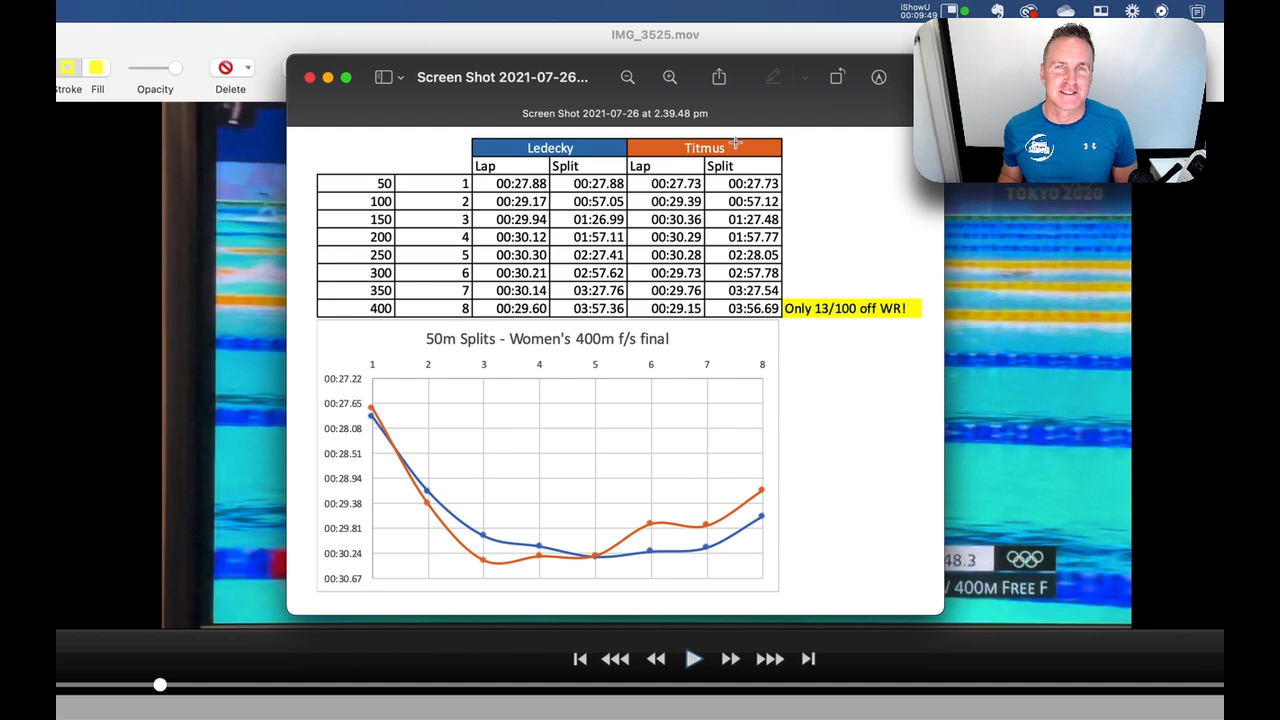 iShowU
00:09:49
IMG_3525.mov
Stroke Fill Opacity Delete
Screen Shot 2021-07-26...
Screen Shot 2021-07-26 at 2.39.48 pm
Ledecky Titmus
Lap Split Lap Split
50 1 00:27.88 00:27.88 00:27.73 00:27.73
100 2 00:29.17 00:57.05 00:29.39 00:57.12
150 3 00:29.94 01:26.99 00:30.36 01:27.48
200 4 00:30.12 01:57.11 00:30.29 01:57.77
250 5 00:30.30 02:27.41 00:30.28 02:28.05
300 6 00:30.21 02:57.62 00:29.73 02:57.78
350 7 00:30.14 03:27.76 00:29.76 03:27.54
400 8 00:29.60 03:57.36 00:29.15 03:56.69 Only 13/100 off WR!
50m Splits - Women's 400m f/s final
1 2 3 4 5 6 7 8
00:27.22
00:27.65
00:28.08
00:28.51
00:28.94
00:29.38
00:29.81
00:30.24
00:30.67
TOKYO 2020
48.3
400M FREE F